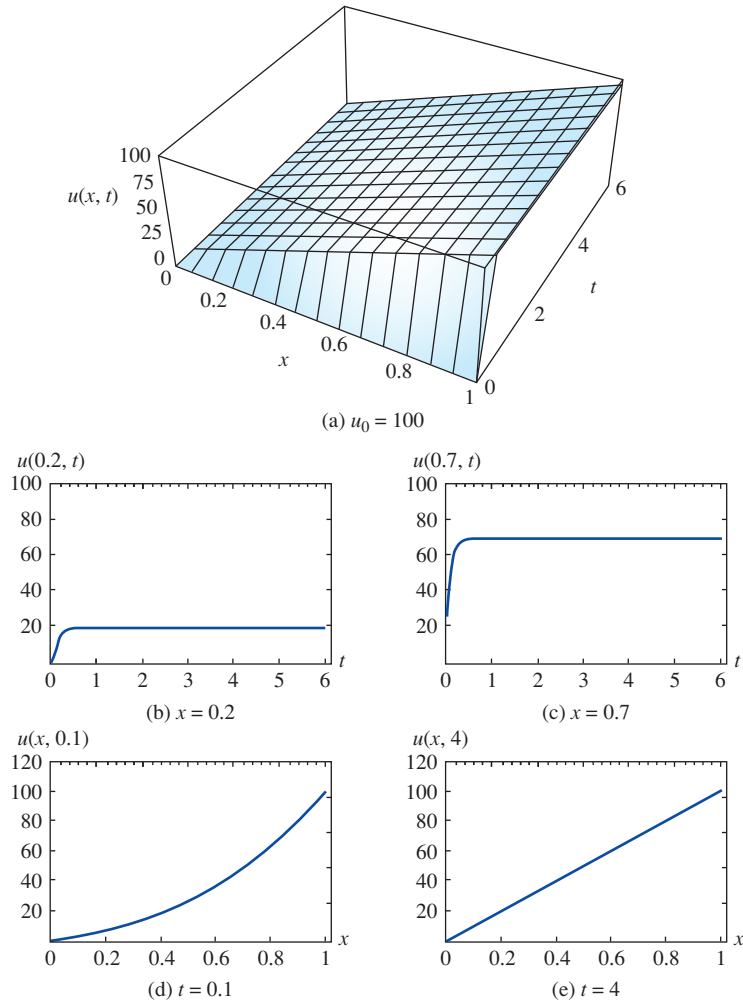 100
75
u(x, t)
50
25
0
0
0.2
0.4
0.6
0.8
1
x
0
2
4
6
t
(a) u₀ = 100
u(0.2, t)
100
80
60
40
20
0 1 2 3 4 5 6 t
(b) x = 0.2
u(0.7, t)
100
80
60
40
20
0 1 2 3 4 5 6 t
(c) x = 0.7
u(x, 0.1)
120
100
80
60
40
20
0 0.2 0.4 0.6 0.8 1 x
(d) t = 0.1
u(x, 4)
120
100
80
60
40
20
0 0.2 0.4 0.6 0.8 1 x
(e) t = 4